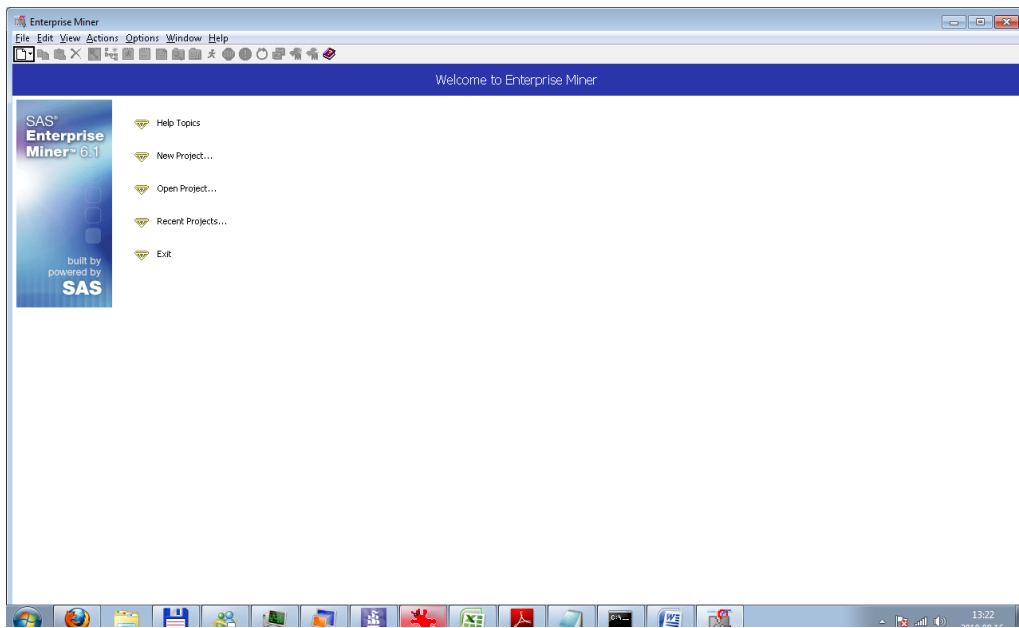 Enterprise Miner
File Edit View Actions Options Window Help
Welcome to Enterprise Miner
SAS®
Enterprise
Miner™ 6.1
built by
powered by
SAS
Help Topics
New Project...
Open Project...
Recent Projects...
Exit
C:\_
13:22